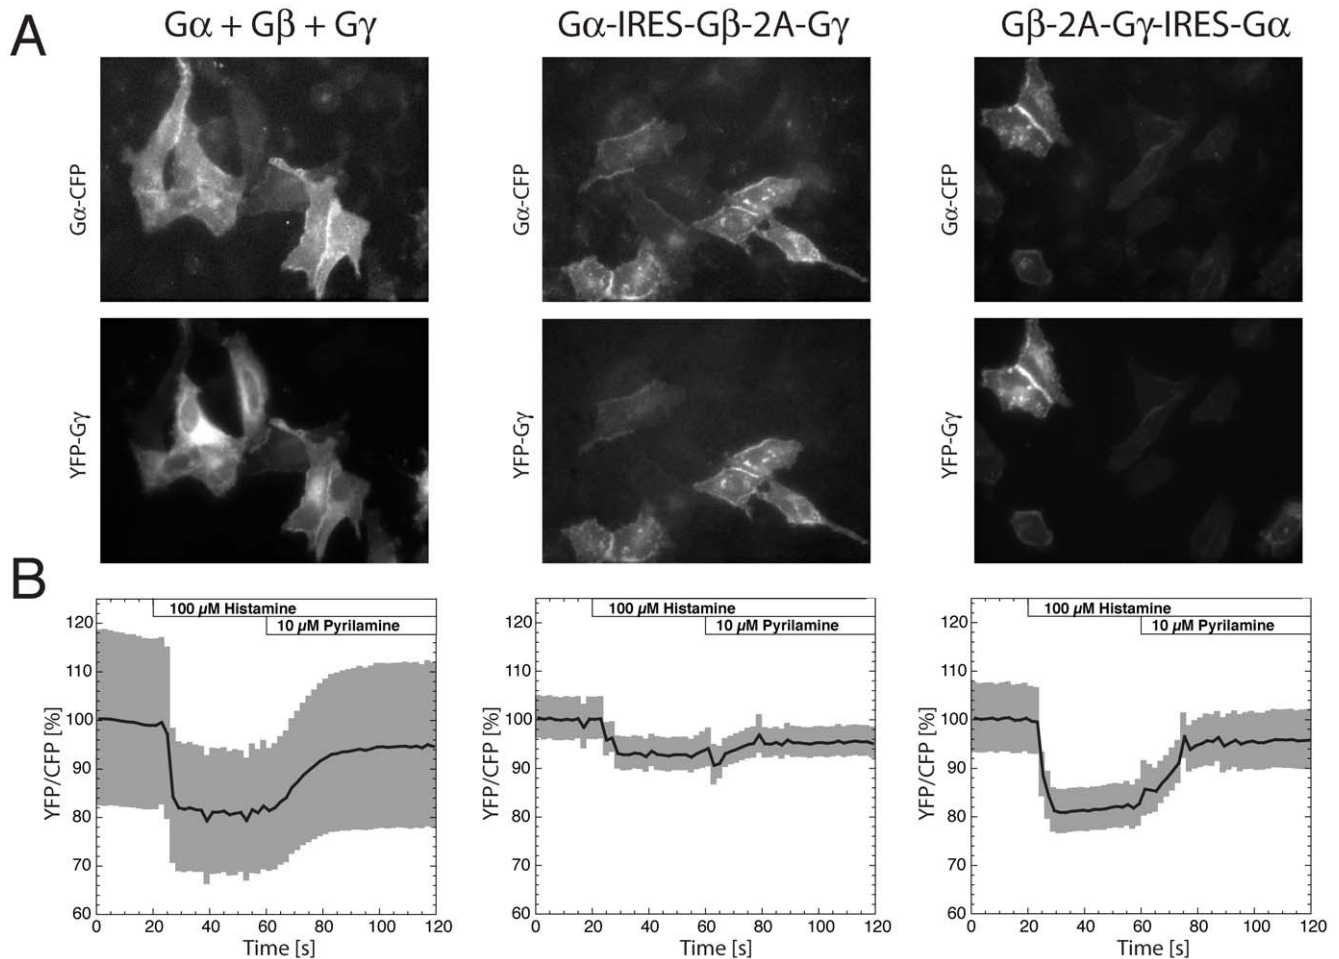 A
Gα + Gβ + Gγ
Gα-IRES-Gβ-2A-Gγ
Gβ-2A-Gγ-IRES-Gα
Gα-CFP
Gα-CFP
Gα-CFP
YFP-Gγ
YFP-Gγ
YFP-Gγ
B
100 µM Histamine
10 µM Pyrilamine
YFP/CFP [%]
120
110
100
90
80
70
60
0 20 40 60 80 100 120
Time [s]
100 µM Histamine
10 µM Pyrilamine
YFP/CFP [%]
120
110
100
90
80
70
60
0 20 40 60 80 100 120
Time [s]
100 µM Histamine
10 µM Pyrilamine
YFP/CFP [%]
120
110
100
90
80
70
60
0 20 40 60 80 100 120
Time [s]